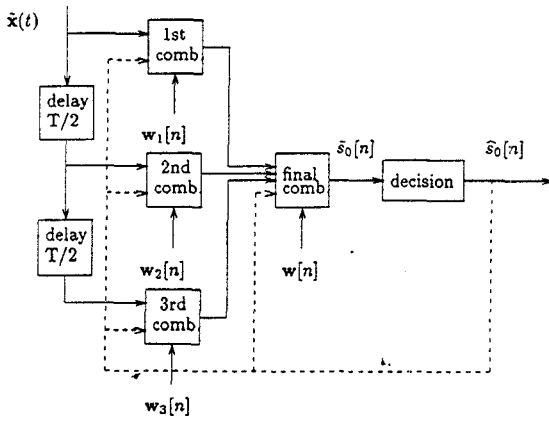 x̃(t)
1st
comb
delay
T/2
w₁[n]
2nd
comb
final
comb
s̃₀[n]
decision
ŝ₀[n]
delay
T/2
w₂[n]
w[n]
3rd
comb
w₃[n]